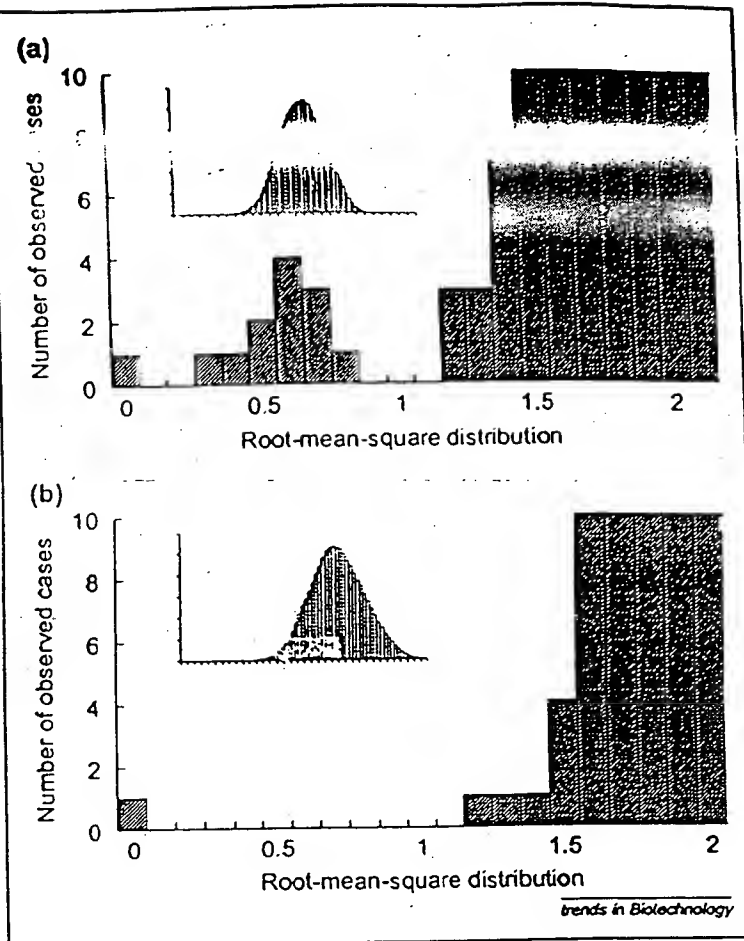 (a)
10
6
4
2
0
Number of observed ses
0 0.5 1 1.5 2
Root-mean-square distribution
(b)
10
8
6
4
2
0
Number of observed cases
0 0.5 1 1.5 2
Root-mean-square distribution
trends in Biotechnology